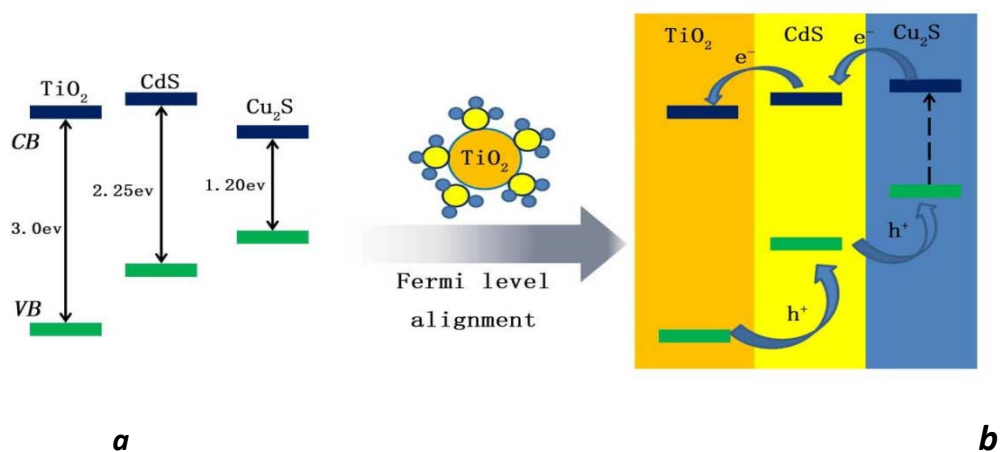 TiO₂
CdS
Cu₂S
CB
3.0ev
2.25ev
1.20ev
VB
TiO₂
Fermi level
alignment
TiO₂
CdS
Cu₂S
e⁻
e⁻
h⁺
h⁺
a
b